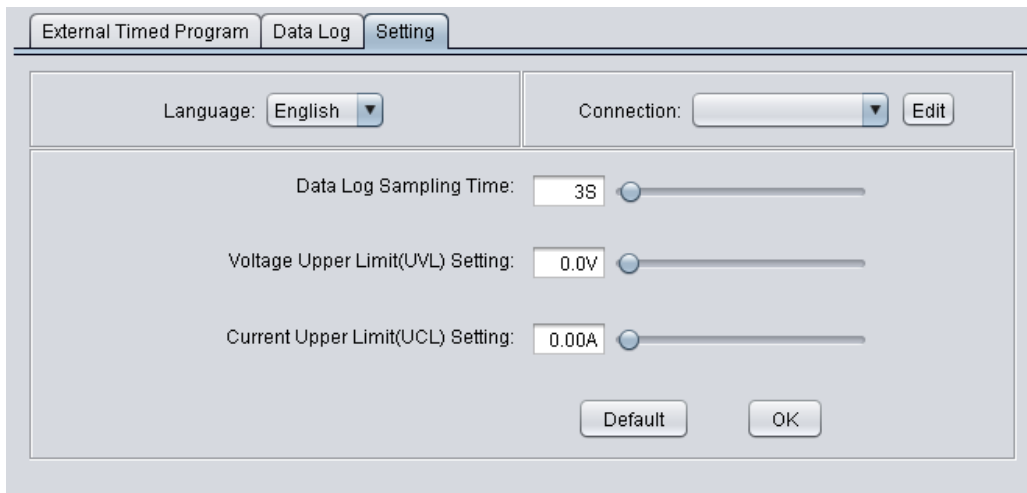 External Timed Program
Data Log
Setting
Language: English
Connection:
Edit
Data Log Sampling Time: 3S
Voltage Upper Limit(UVL) Setting: 0.0V
Current Upper Limit(UCL) Setting: 0.00A
Default
OK